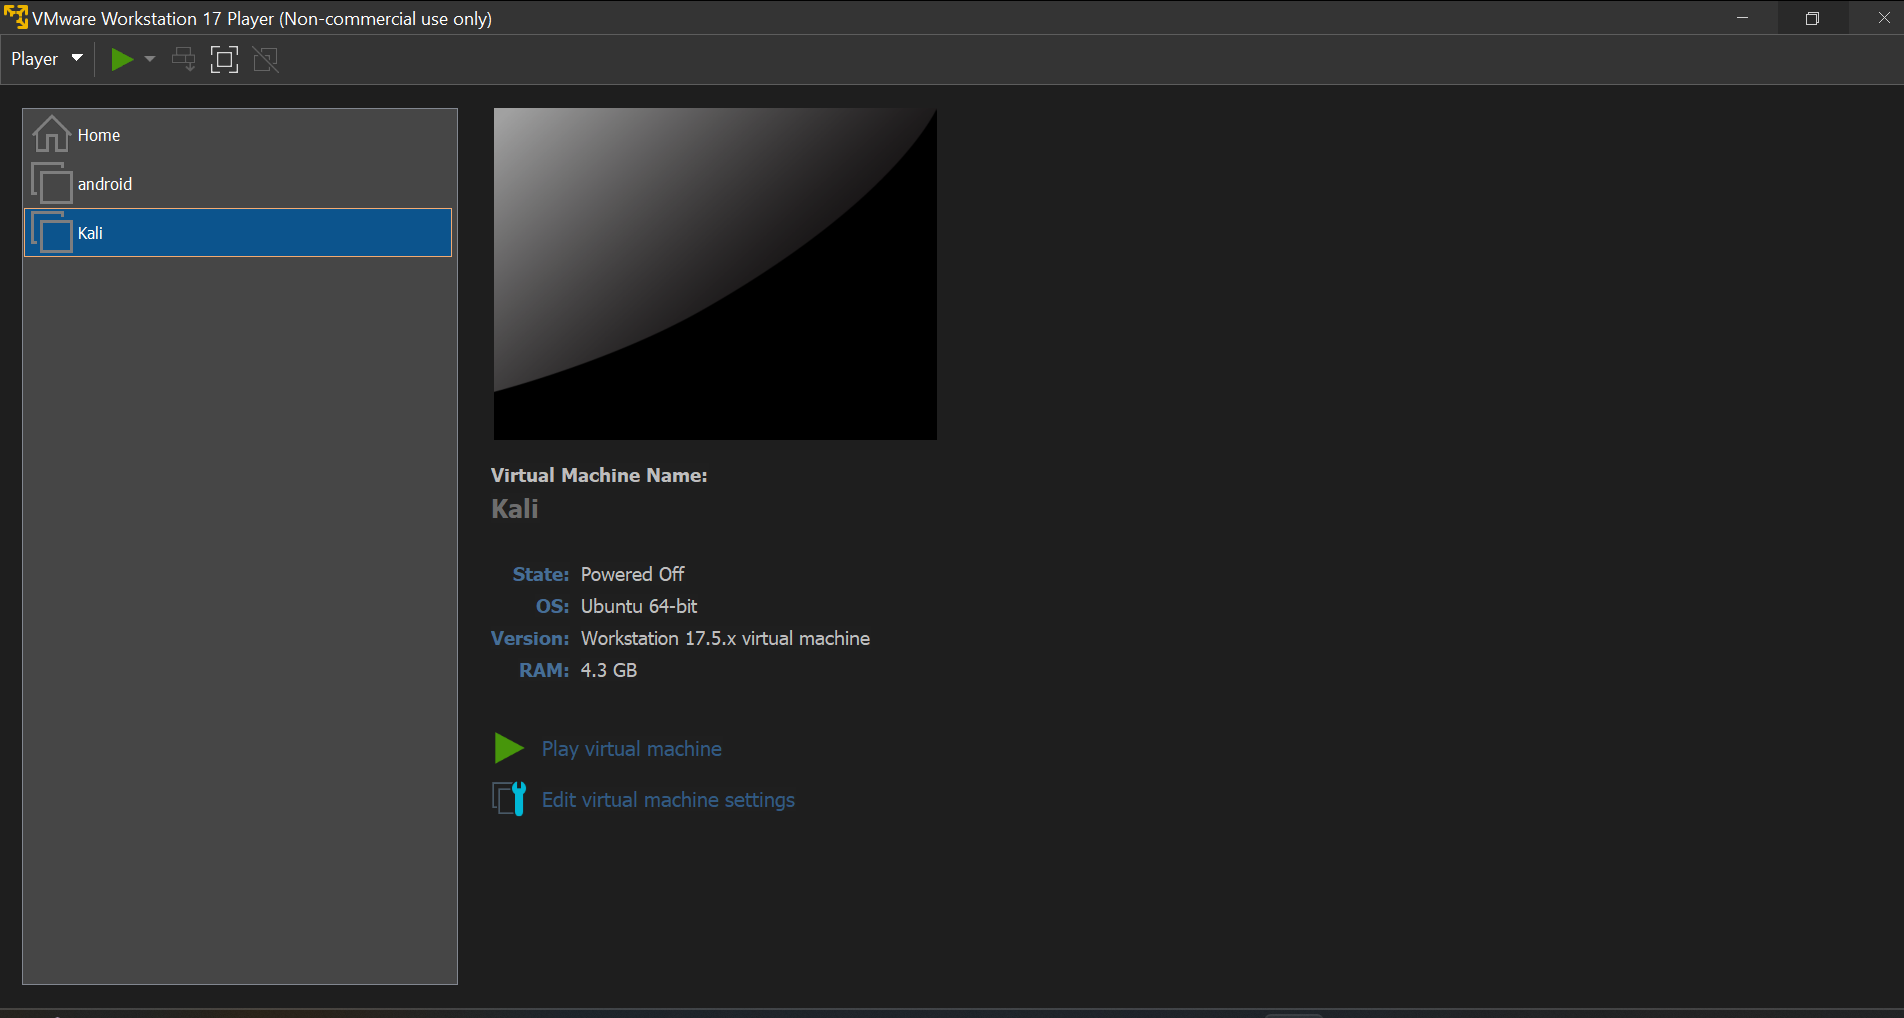 VMware Workstation 17 Player (Non-commercial use only)
Player
Home
android
Kali
Virtual Machine Name:
Kali
State: Powered Off
OS: Ubuntu 64-bit
Version: Workstation 17.5.x virtual machine
RAM: 4.3 GB
Play virtual machine
Edit virtual machine settings